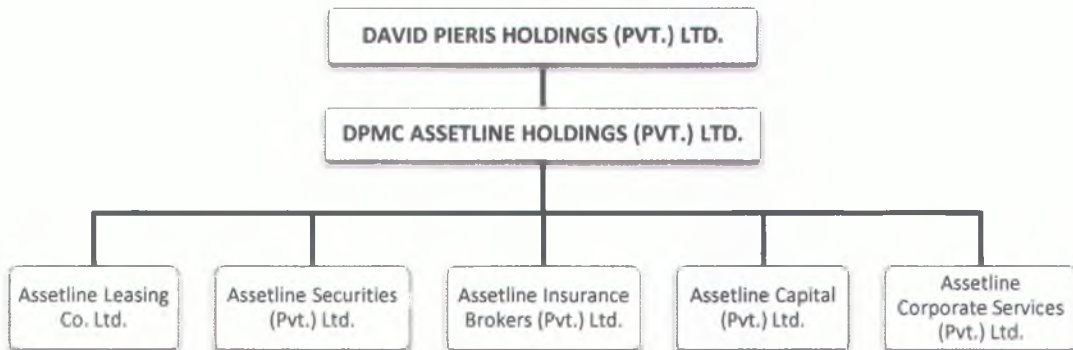 DAVID PIERIS HOLDINGS (PVT.) LTD.
DPMC ASSETLINE HOLDINGS (PVT.) LTD.
Assetline Leasing
Co. Ltd.
Assetline Securities
(Pvt.) Ltd.
Assetline Insurance
Brokers (Pvt.) Ltd.
Assetline Capital
(Pvt.) Ltd.
Assetline
Corporate Services
(Pvt.) Ltd.